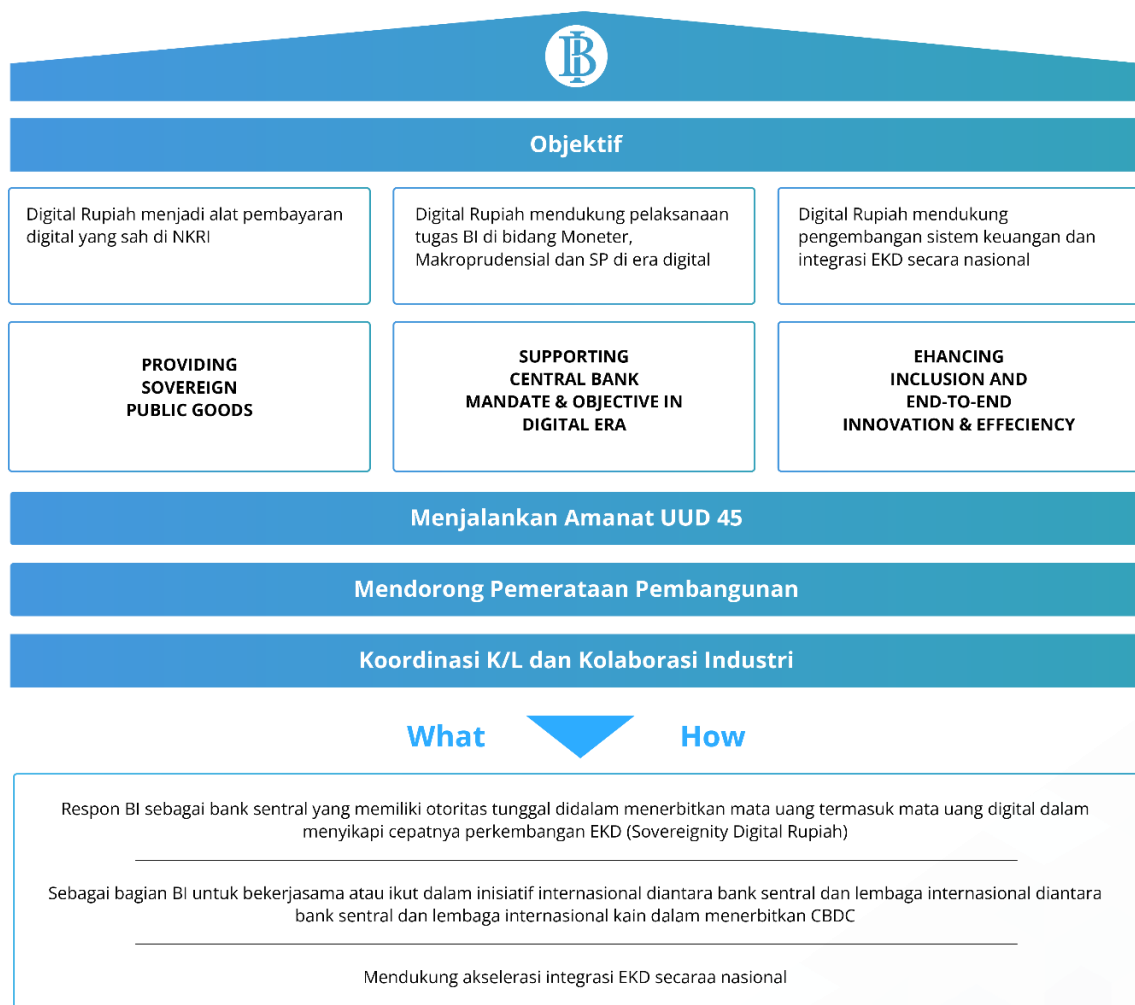 BI
Objektif
Digital Rupiah menjadi alat pembayaran
digital yang sah di NKRI
Digital Rupiah mendukung pelaksanaan
tugas BI di bidang Moneter,
Makroprudensial dan SP di era digital
Digital Rupiah mendukung
pengembangan sistem keuangan dan
integrasi EKD secara nasional
PROVIDING
SOVEREIGN
PUBLIC GOODS
SUPPORTING
CENTRAL BANK
MANDATE & OBJECTIVE IN
DIGITAL ERA
EHANCING
INCLUSION AND
END-TO-END
INNOVATION & EFFECIENCY
Menjalankan Amanat UUD 45
Mendorong Pemerataan Pembangunan
Koordinasi K/L dan Kolaborasi Industri
What How
Respon BI sebagai bank sentral yang memiliki otoritas tunggal didalam menerbitkan mata uang termasuk mata uang digital dalam
menyikapi cepatnya perkembangan EKD (Sovereignity Digital Rupiah)
Sebagai bagian BI untuk bekerjasama atau ikut dalam inisiatif internasional diantara bank sentral dan lembaga internasional diantara
bank sentral dan lembaga internasional kain dalam menerbitkan CBDC
Mendukung akselerasi integrasi EKD secaraa nasional